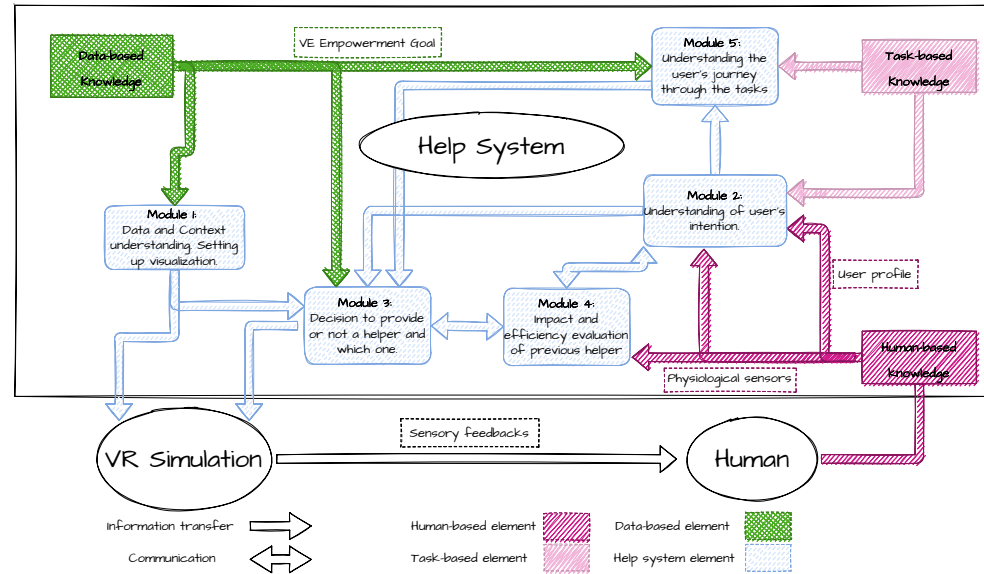 VE Empowerment Goal
Data-based
Knowledge
Module 5:
Understanding the
user's journey
through the tasks
Task-based
Knowledge
Help System
Module 1:
Data and Context
understanding. Setting
up visualization.
Module 2:
Understanding of user's
intention.
User profile
Module 3:
Decision to provide
or not a helper and
which one.
Module 4:
Impact and
efficiency evaluation
of previous helper
Human-based
Knowledge
Physiological sensors
Sensory feedbacks
VR Simulation
Human
Information transfer
Communication
Human-based element
Task-based element
Data-based element
Help system element